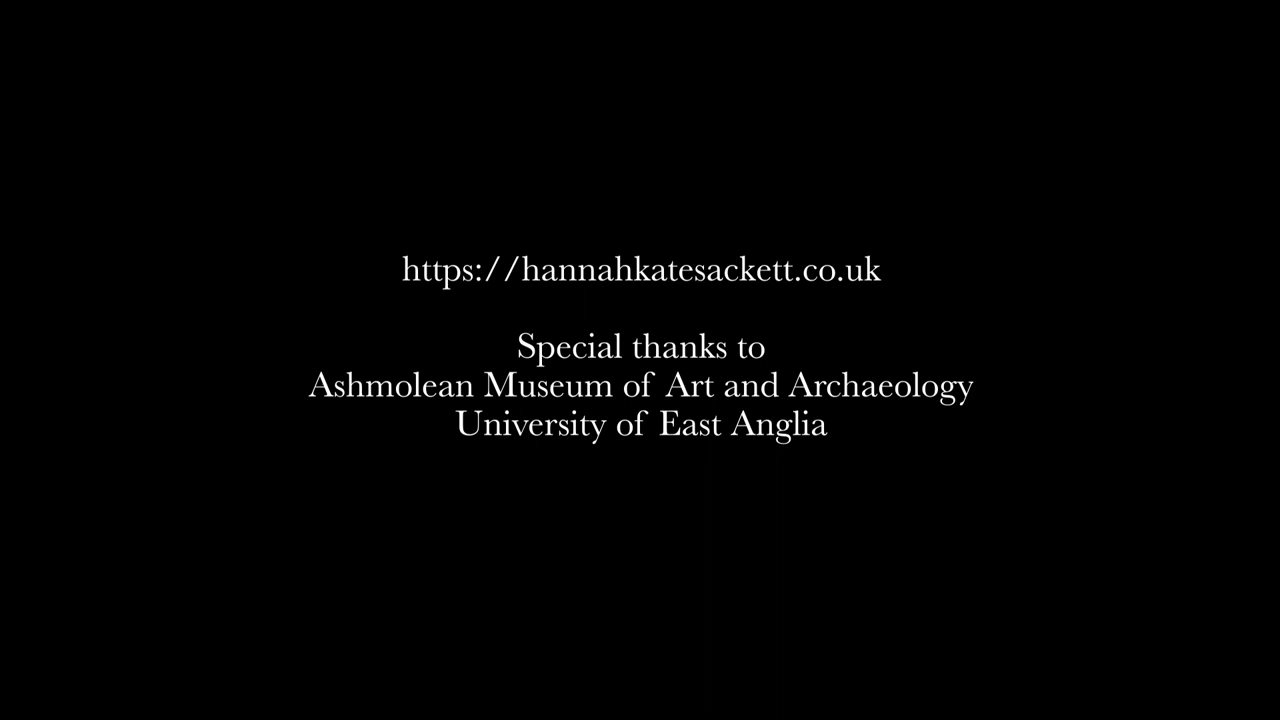 https://hannahkatesackett.co.uk
Special thanks to
Ashmolean Museum of Art and Archaeology
University of East Anglia